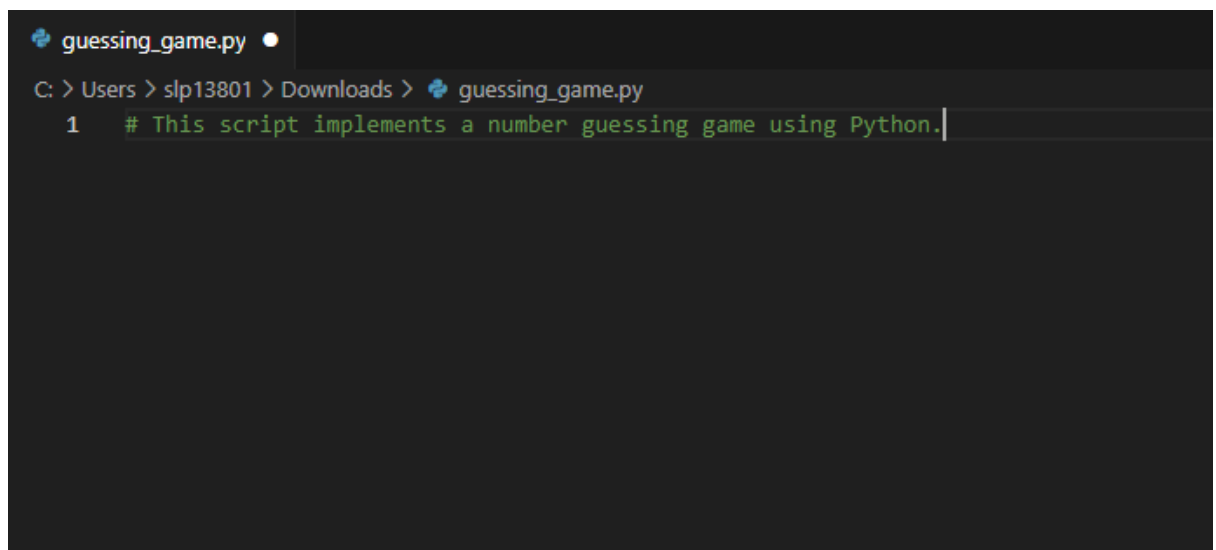 guessing_game.py
C: > Users > slp13801 > Downloads > guessing_game.py
1 # This script implements a number guessing game using Python.